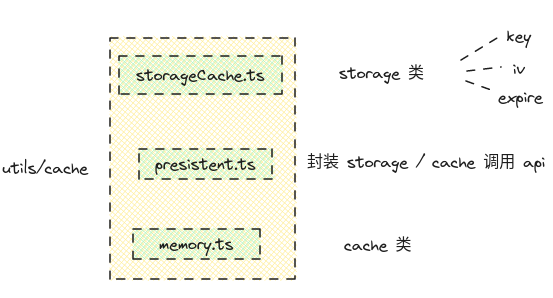 key
storageCache.ts
storage 类
iv
expire
utils/cache
presistent.ts
封装 storage / cache 调用 api
memory.ts
cache 类